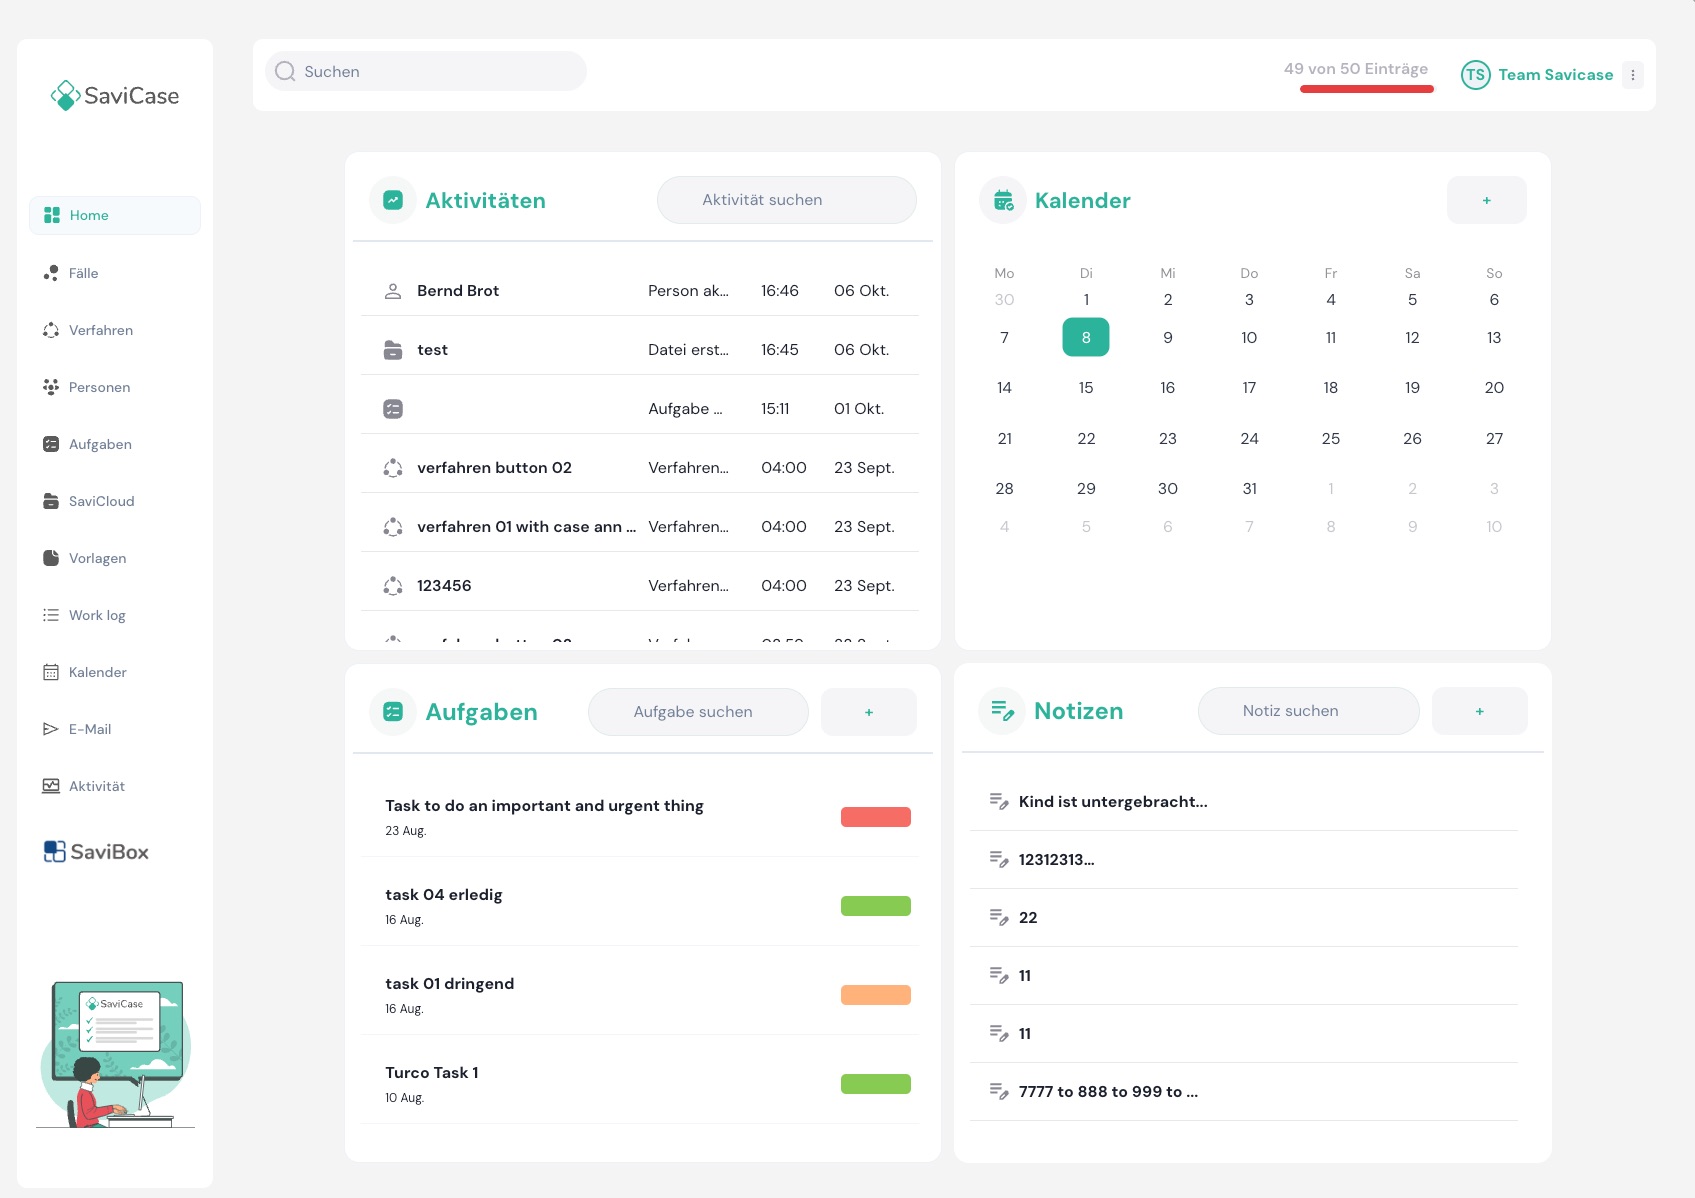 SaviCase
Home
Fälle
Verfahren
Personen
Aufgaben
SaviCloud
Vorlagen
Work log
Kalender
E-Mail
Aktivität
SaviBox
SaviCase
Suchen
49 von 50 Einträge
TS Team Savicase
Aktivitäten
Aktivität suchen
Bernd Brot Person ak... 16:46 06 Okt.
test Datei erst... 16:45 06 Okt.
Aufgabe ... 15:11 01 Okt.
verfahren button 02 Verfahren... 04:00 23 Sept.
verfahren 01 with case ann ... Verfahren... 04:00 23 Sept.
123456 Verfahren... 04:00 23 Sept.
Kalender
+
Mo Di Mi Do Fr Sa So
30 1 2 3 4 5 6
7 8 9 10 11 12 13
14 15 16 17 18 19 20
21 22 23 24 25 26 27
28 29 30 31 1 2 3
4 5 6 7 8 9 10
Aufgaben
Aufgabe suchen
+
Task to do an important and urgent thing
23 Aug.
task 04 erledig
16 Aug.
task 01 dringend
16 Aug.
Turco Task 1
10 Aug.
Notizen
Notiz suchen
+
Kind ist untergebracht...
12312313...
22
11
11
7777 to 888 to 999 to ...